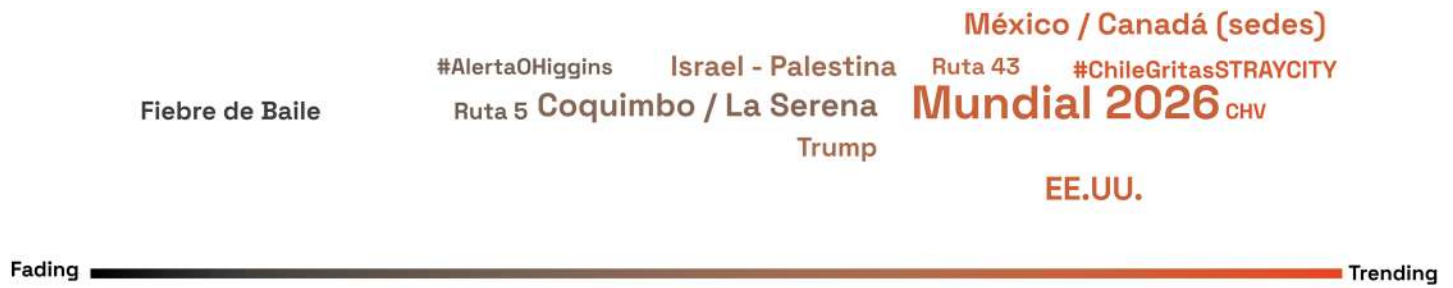 México / Canadá (sedes)
#AlertaOHiggins Israel - Palestina Ruta 43 #ChileGritasSTRAYCITY
Fiebre de Baile Ruta 5 Coquimbo / La Serena Mundial 2026 CHV
Trump
EE.UU.
Fading Trending